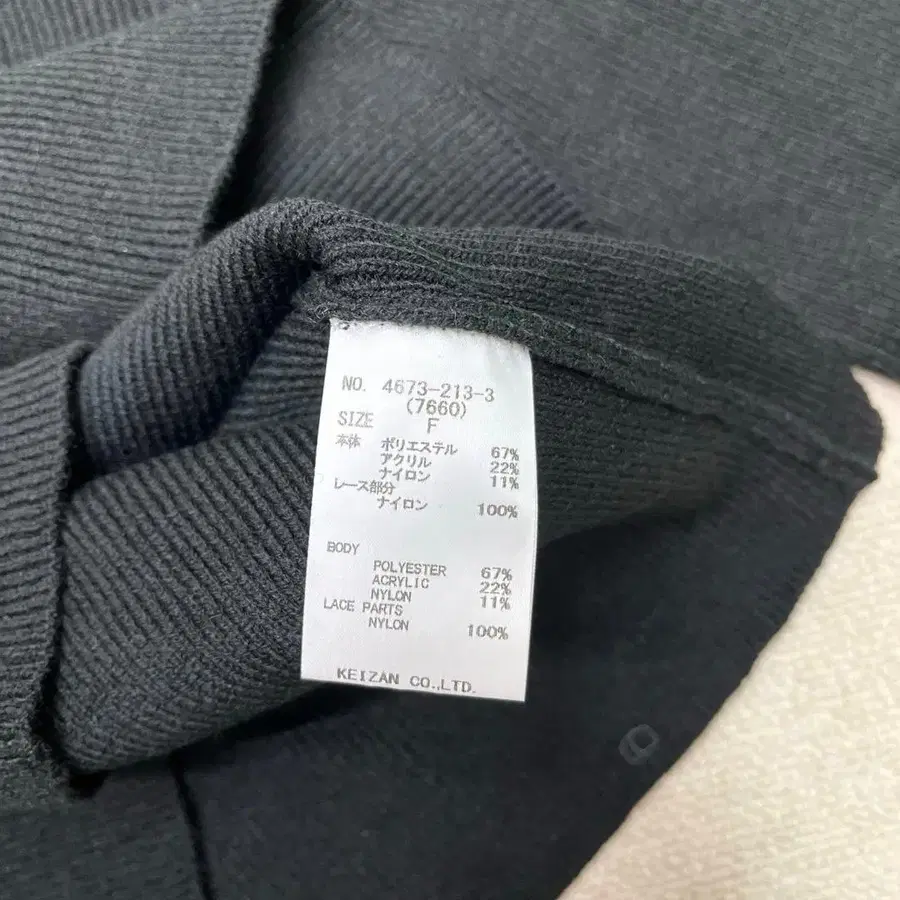 NO. 4673-213-3
(7660)
SIZE F
本体 ポリエステル 67%
アクリル 22%
ナイロン 11%
レース部分
ナイロン 100%
BODY
POLYESTER 67%
ACRYLIC 22%
NYLON 11%
LACE PARTS
NYLON 100%
KEIZAN CO.,LTD.